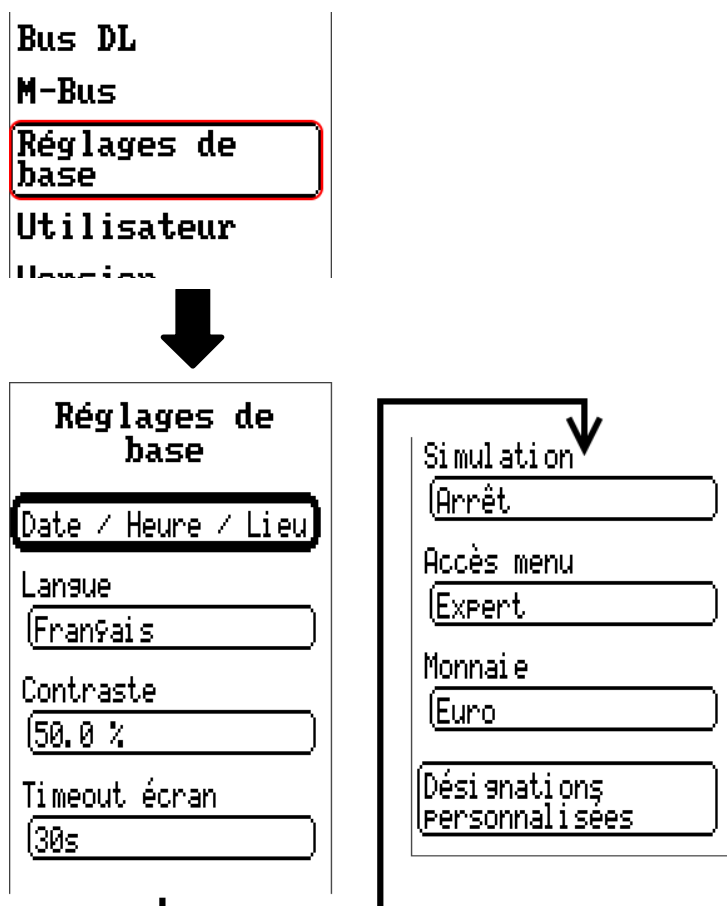 Bus DL
M-Bus
Réglages de
base
Utilisateur
Version
Réglages de
base
Date / Heure / Lieu
Langue
Français
Contraste
50.0 %
Timeout écran
30s
Simulation
Arrêt
Accès menu
Expert
Monnaie
Euro
Désignations
personnalisées